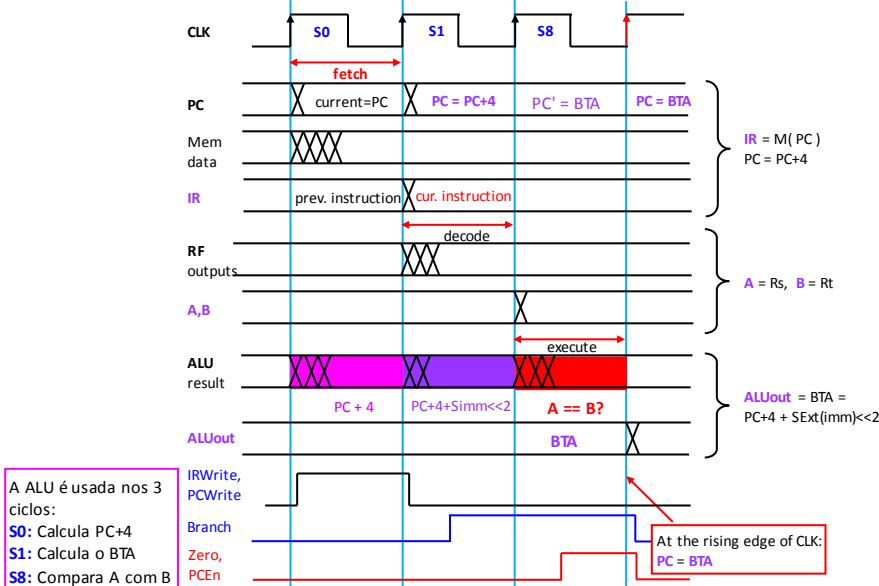 CLK
S0
S1
S8
fetch
PC
current=PC
PC = PC+4
PC' = BTA
PC = BTA
Mem
data
IR = M( PC )
PC = PC+4
IR
prev. instruction
cur. instruction
decode
RF
outputs
A = Rs, B = Rt
A,B
execute
ALU
result
PC + 4
PC+4+Simm<<2
A == B?
ALUout = BTA =
PC+4 + SExt(imm)<<2
ALUout
BTA
IRWrite,
PCWrite
Branch
Zero,
PCEn
A ALU é usada nos 3
ciclos:
S0: Calcula PC+4
S1: Calcula o BTA
S8: Compara A com B
At the rising edge of CLK:
PC = BTA